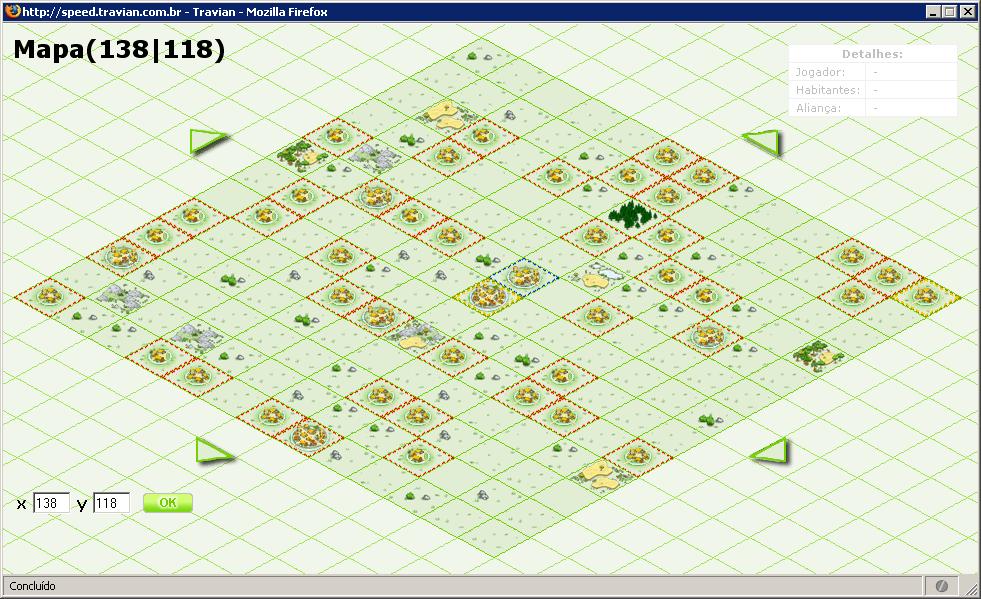 http://speed.travian.com.br - Travian - Mozilla Firefox
Mapa(138|118)
Detalhes:
Jogador: -
Habitantes: -
Aliança: -
x 138 y 118 OK
Concluído